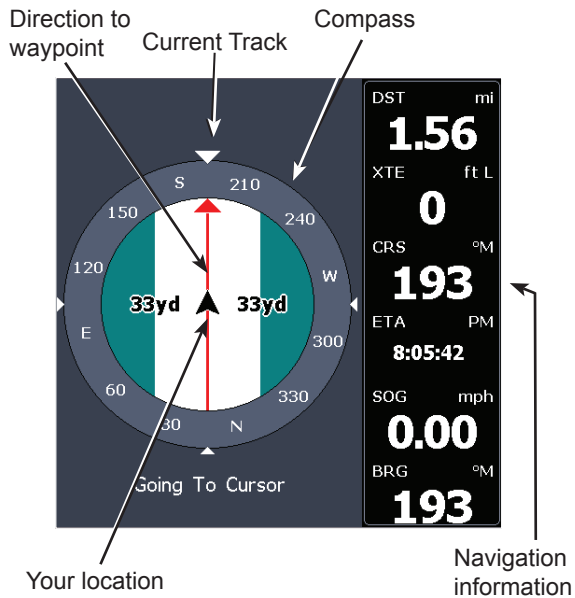 Direction to
waypoint
Current Track
Compass
DST mi
1.56
XTE ft L
0
CRS °M
193
ETA PM
8:05:42
SOG mph
0.00
BRG °M
193
S
210
240
W
300
330
N
30
60
E
120
150
33yd 33yd
Going To Cursor
Your location
Navigation
information